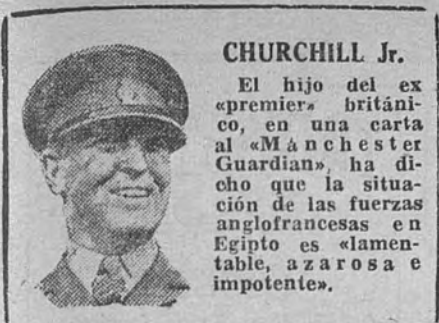 CHURCHILL Jr.
El hijo del ex
«premier» británi-
co, en una carta
al «Manchester
Guardian», ha di-
cho que la situa-
ción de las fuerzas
anglofrancesas en
Egipto es «lamen-
table, azarosa e
impotente».